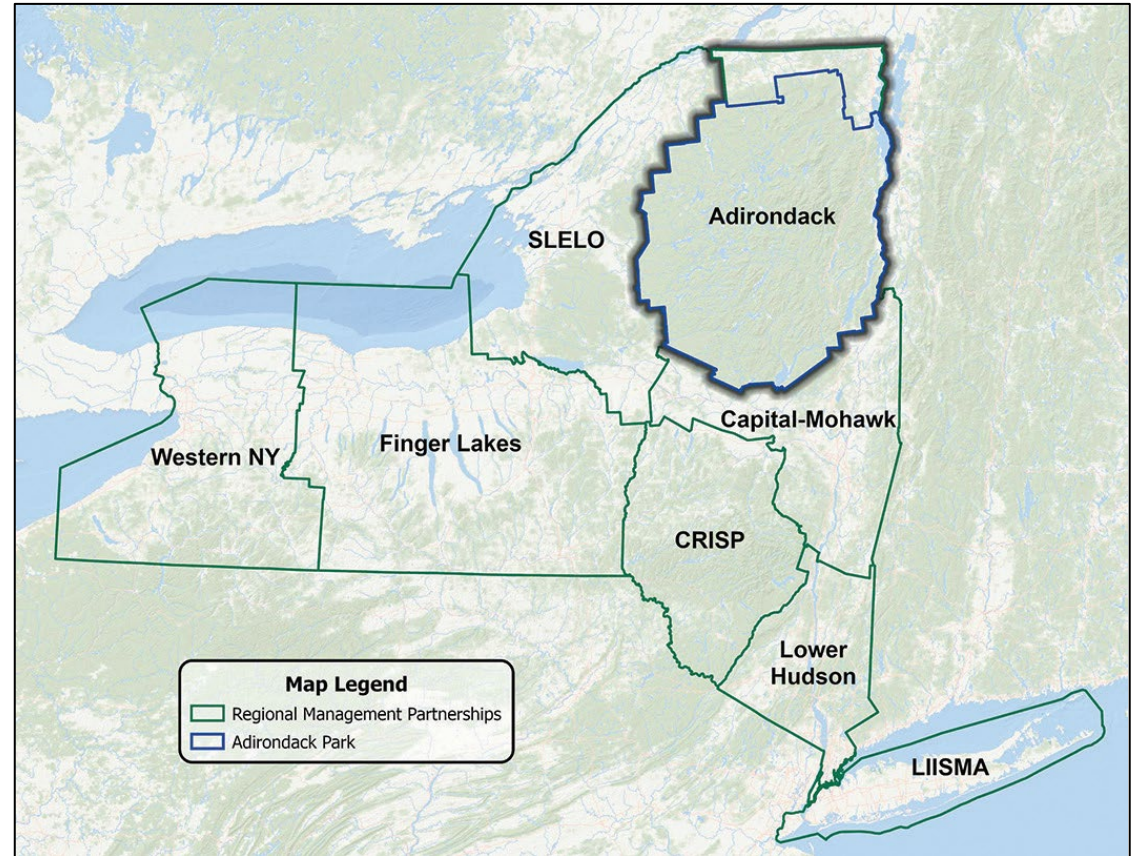 Adirondack
SLELO
Capital-Mohawk
Finger Lakes
Western NY
CRISP
Lower
Hudson
LIISMA
Map Legend
Regional Management Partnerships
Adirondack Park